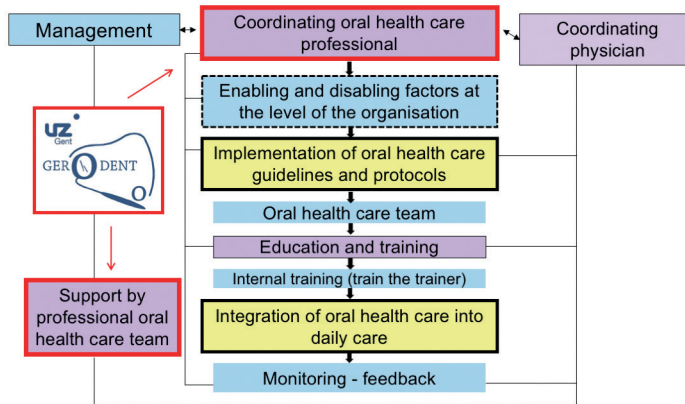 Management
Coordinating oral health care
professional
Coordinating
physician
Enabling and disabling factors at
the level of the organisation
uz
Gent
GERODENT
Implementation of oral health care
guidelines and protocols
Oral health care team
Education and training
Internal training (train the trainer)
Support by
professional oral
health care team
Integration of oral health care into
daily care
Monitoring - feedback